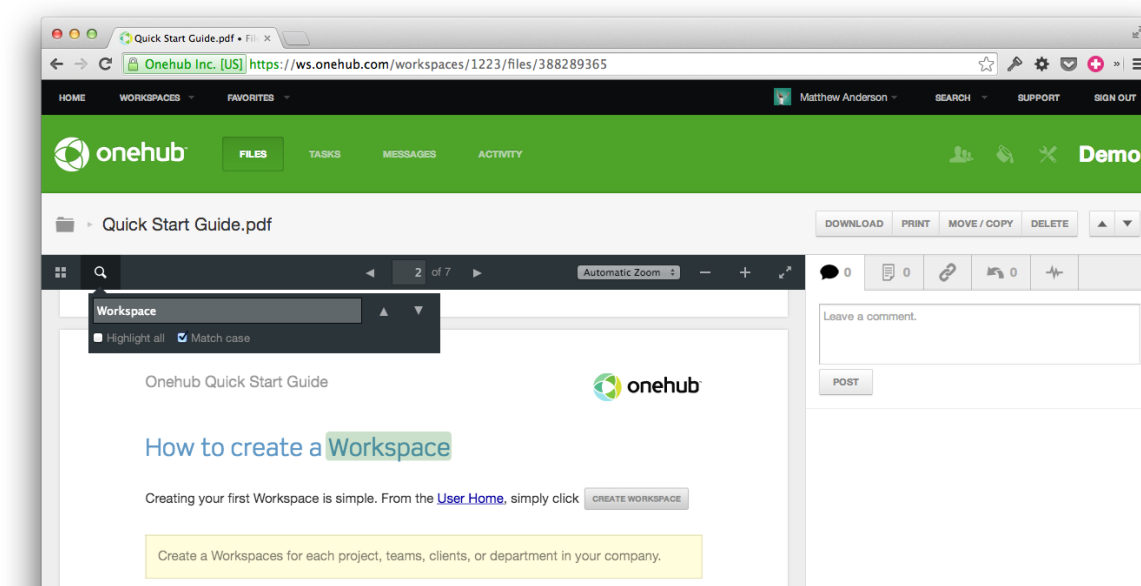 Quick Start Guide.pdf • Fil
Onehub Inc. [US] https://ws.onehub.com/workspaces/1223/files/388289365
HOME WORKSPACES FAVORITES Matthew Anderson SEARCH SUPPORT SIGN OUT
onehub FILES TASKS MESSAGES ACTIVITY Demo
Quick Start Guide.pdf DOWNLOAD PRINT MOVE / COPY DELETE
2 of 7 Automatic Zoom 0 0 0
Workspace
Highlight all Match case
Leave a comment.
POST
Onehub Quick Start Guide onehub
How to create a Workspace
Creating your first Workspace is simple. From the User Home, simply click CREATE WORKSPACE
Create a Workspaces for each project, teams, clients, or department in your company.